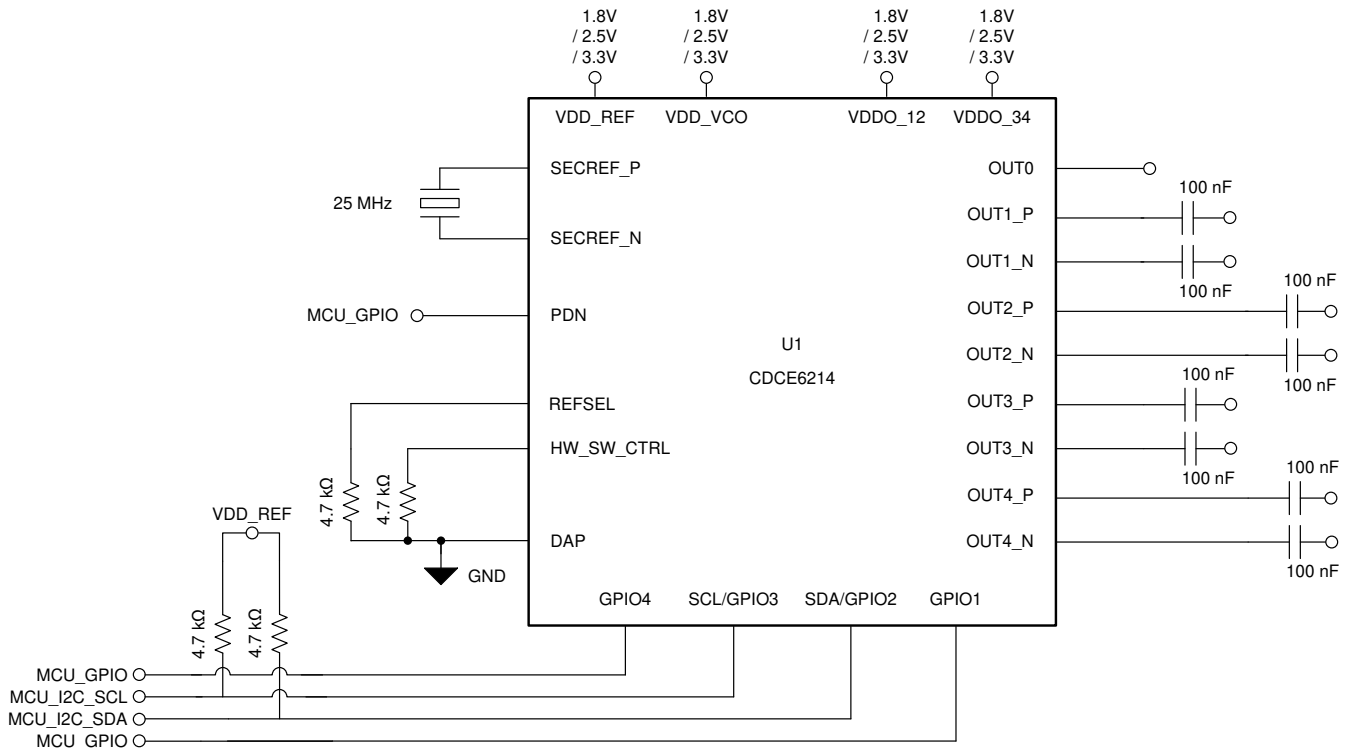 1.8V
/ 2.5V
/ 3.3V
1.8V
/ 2.5V
/ 3.3V
1.8V
/ 2.5V
/ 3.3V
1.8V
/ 2.5V
/ 3.3V
VDD_REF
VDD_VCO
VDDO_12
VDDO_34
SECREF_P
25 MHz
SECREF_N
MCU_GPIO
PDN
REFSEL
HW_SW_CTRL
4.7 kΩ
4.7 kΩ
DAP
GND
U1
CDCE6214
OUT0
OUT1_P
100 nF
OUT1_N
100 nF
OUT2_P
100 nF
OUT2_N
100 nF
OUT3_P
100 nF
OUT3_N
100 nF
OUT4_P
100 nF
OUT4_N
100 nF
GPIO4
SCL/GPIO3
SDA/GPIO2
GPIO1
VDD_REF
4.7 kΩ
4.7 kΩ
MCU_GPIO
MCU_I2C_SCL
MCU_I2C_SDA
MCU_GPIO